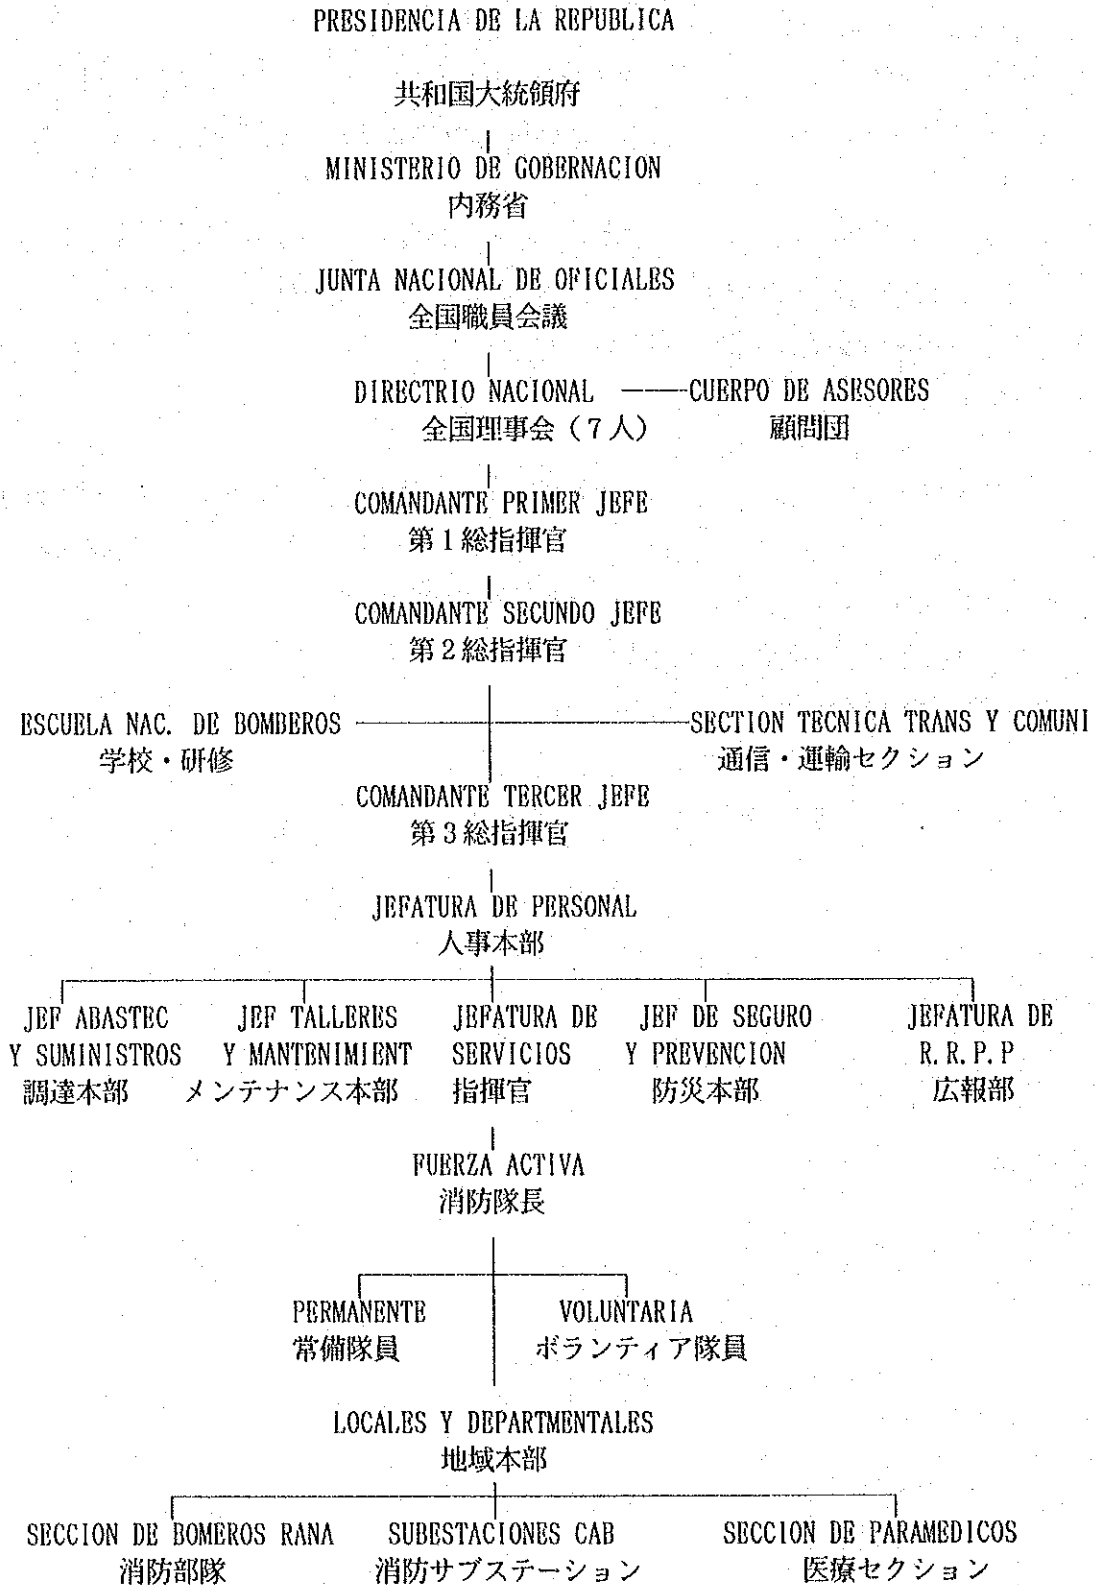 PRESIDENCIA DE LA REPUBLICA
共和国大統領府
MINISTERIO DE GOBERNACION
内務省
JUNTA NACIONAL DE OFICIALES
全国職員会議
DIRECTRIO NACIONAL CUERPO DE ASESORES
全国理事会（7人） 顧問団
COMANDANTE PRIMER JEFE
第1総指揮官
COMANDANTE SECUNDO JEFE
第2総指揮官
ESCUELA NAC. DE BOMBEROS SECTION TECNICA TRANS Y COMUNI
学校・研修 通信・運輸セクション
COMANDANTE TERCER JEFE
第3総指揮官
JEFATURA DE PERSONAL
人事本部
JEF ABASTEC JEF TALLERES JEFATURA DE JEF DE SEGURO JEFATURA DE
Y SUMINISTROS Y MANTENIMIENT SERVICIOS Y PREVENCION R.R.P.P
調達本部 メンテナンス本部 指揮官 防災本部 広報部
FUERZA ACTIVA
消防隊長
PERMANENTE VOLUNTARIA
常備隊員 ボランティア隊員
LOCALES Y DEPARTMENTALES
地域本部
SECCION DE BOMEROS RANA SUBESTACIONES CAB SECCION DE PARAMEDICOS
消防部隊 消防サブステーション 医療セクション